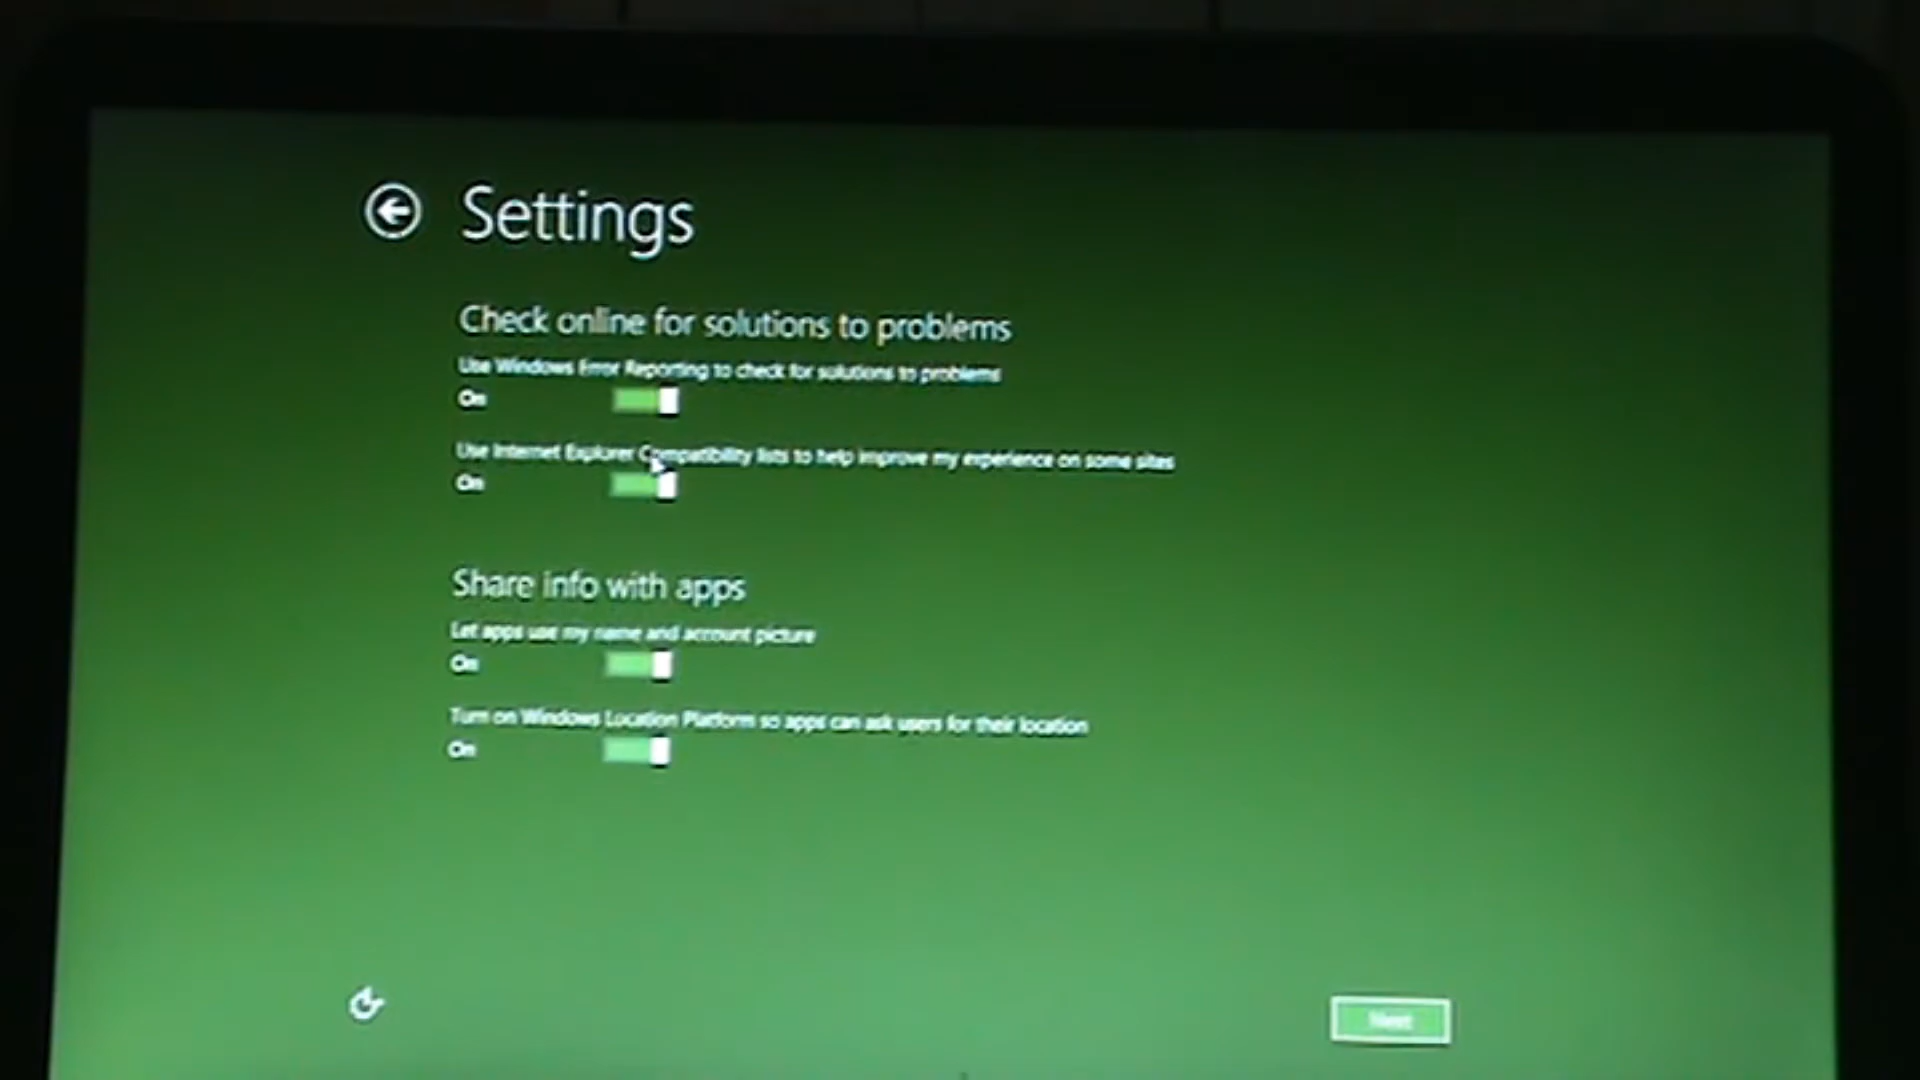 Settings
Check online for solutions to problems
Use Windows Error Reporting to check for solutions to problems
On
Use Internet Explorer Compatibility lists to help improve my experience on some sites
On
Share info with apps
Let apps use my name and account picture
On
Turn on Windows Location Platform so apps can ask users for their location
On
Next